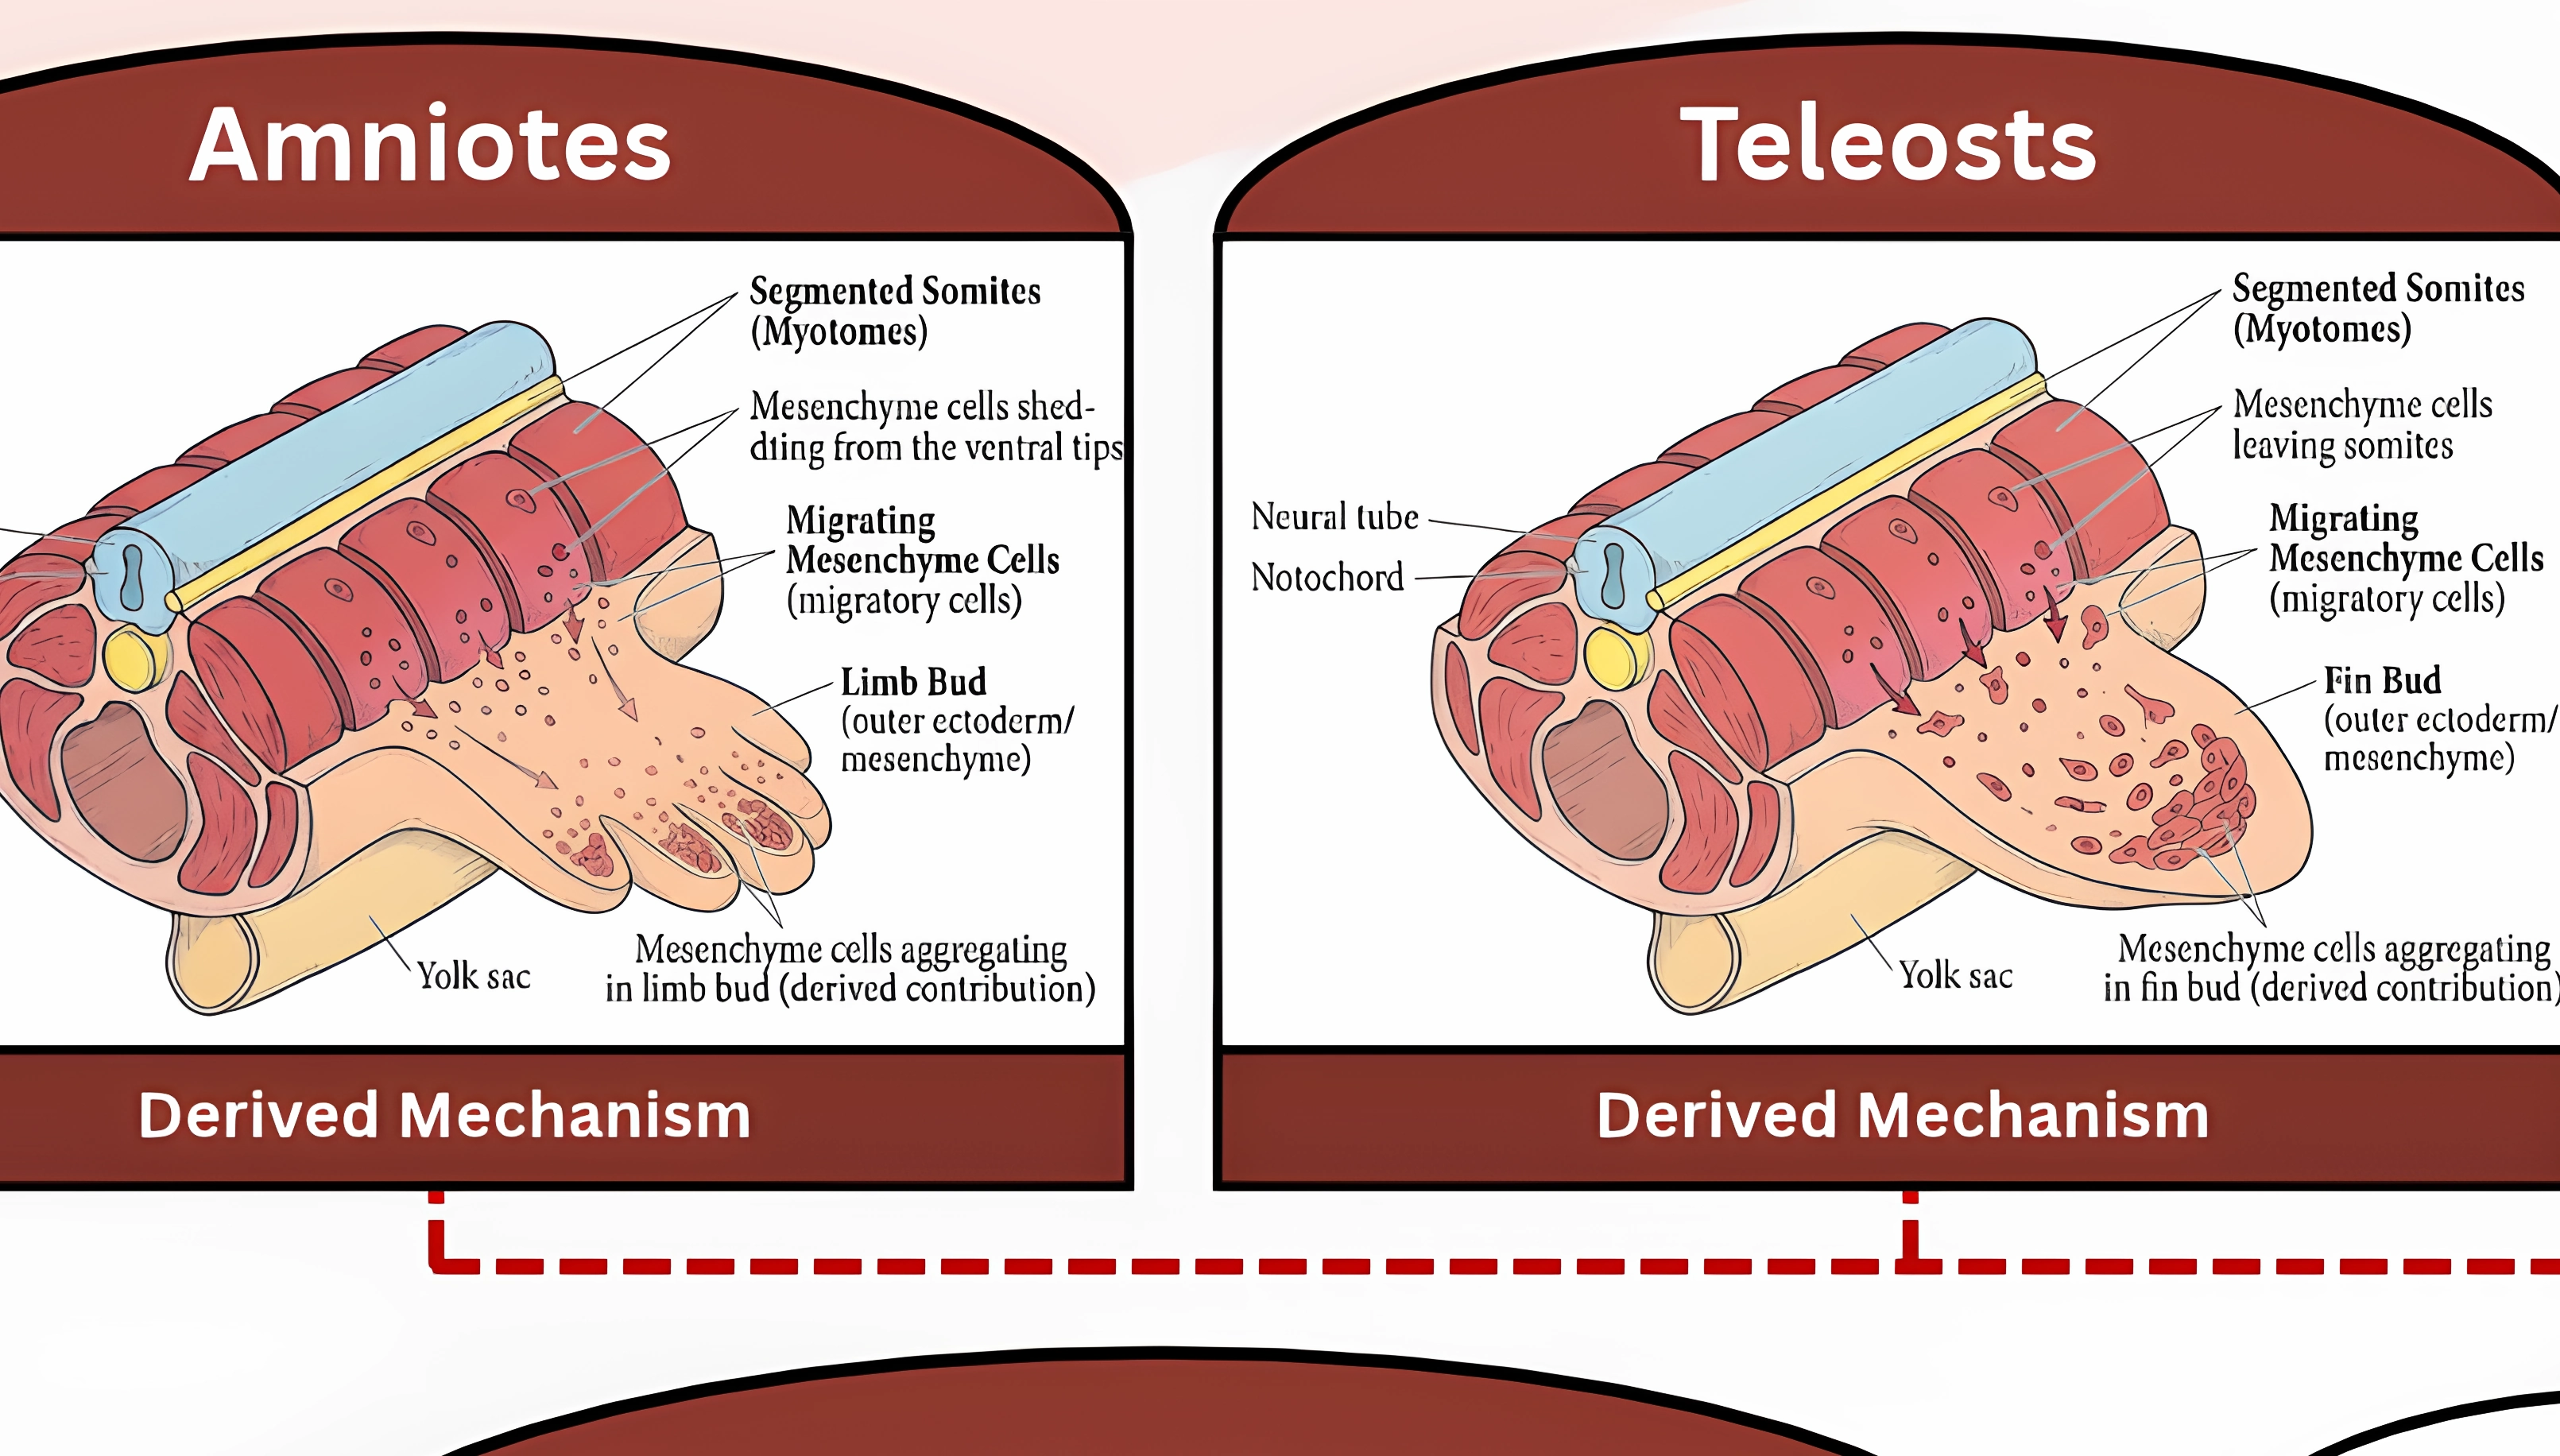 Amniotes
Segmented Somites
(Myotomes)
Mesenchyme cells shed-
dling from the ventral tips
Migrating
Mesenchyme Cells
(migratory cells)
Limb Bud
(outer ectoderm/
mesenchyme)
Mesenchyme cells aggregating
in limb bud (derived contribution)
Yolk sac
Derived Mechanism
Teleosts
Segmented Somites
(Myotomes)
Mesenchyme cells
leaving somites
Neural tube
Notochord
Migrating
Mesenchyme Cells
(migratory cells)
Fin Bud
(outer ectoderm/
mesenchyme)
Mesenchyme cells aggregating
in fin bud (derived contribution)
Yolk sac
Derived Mechanism